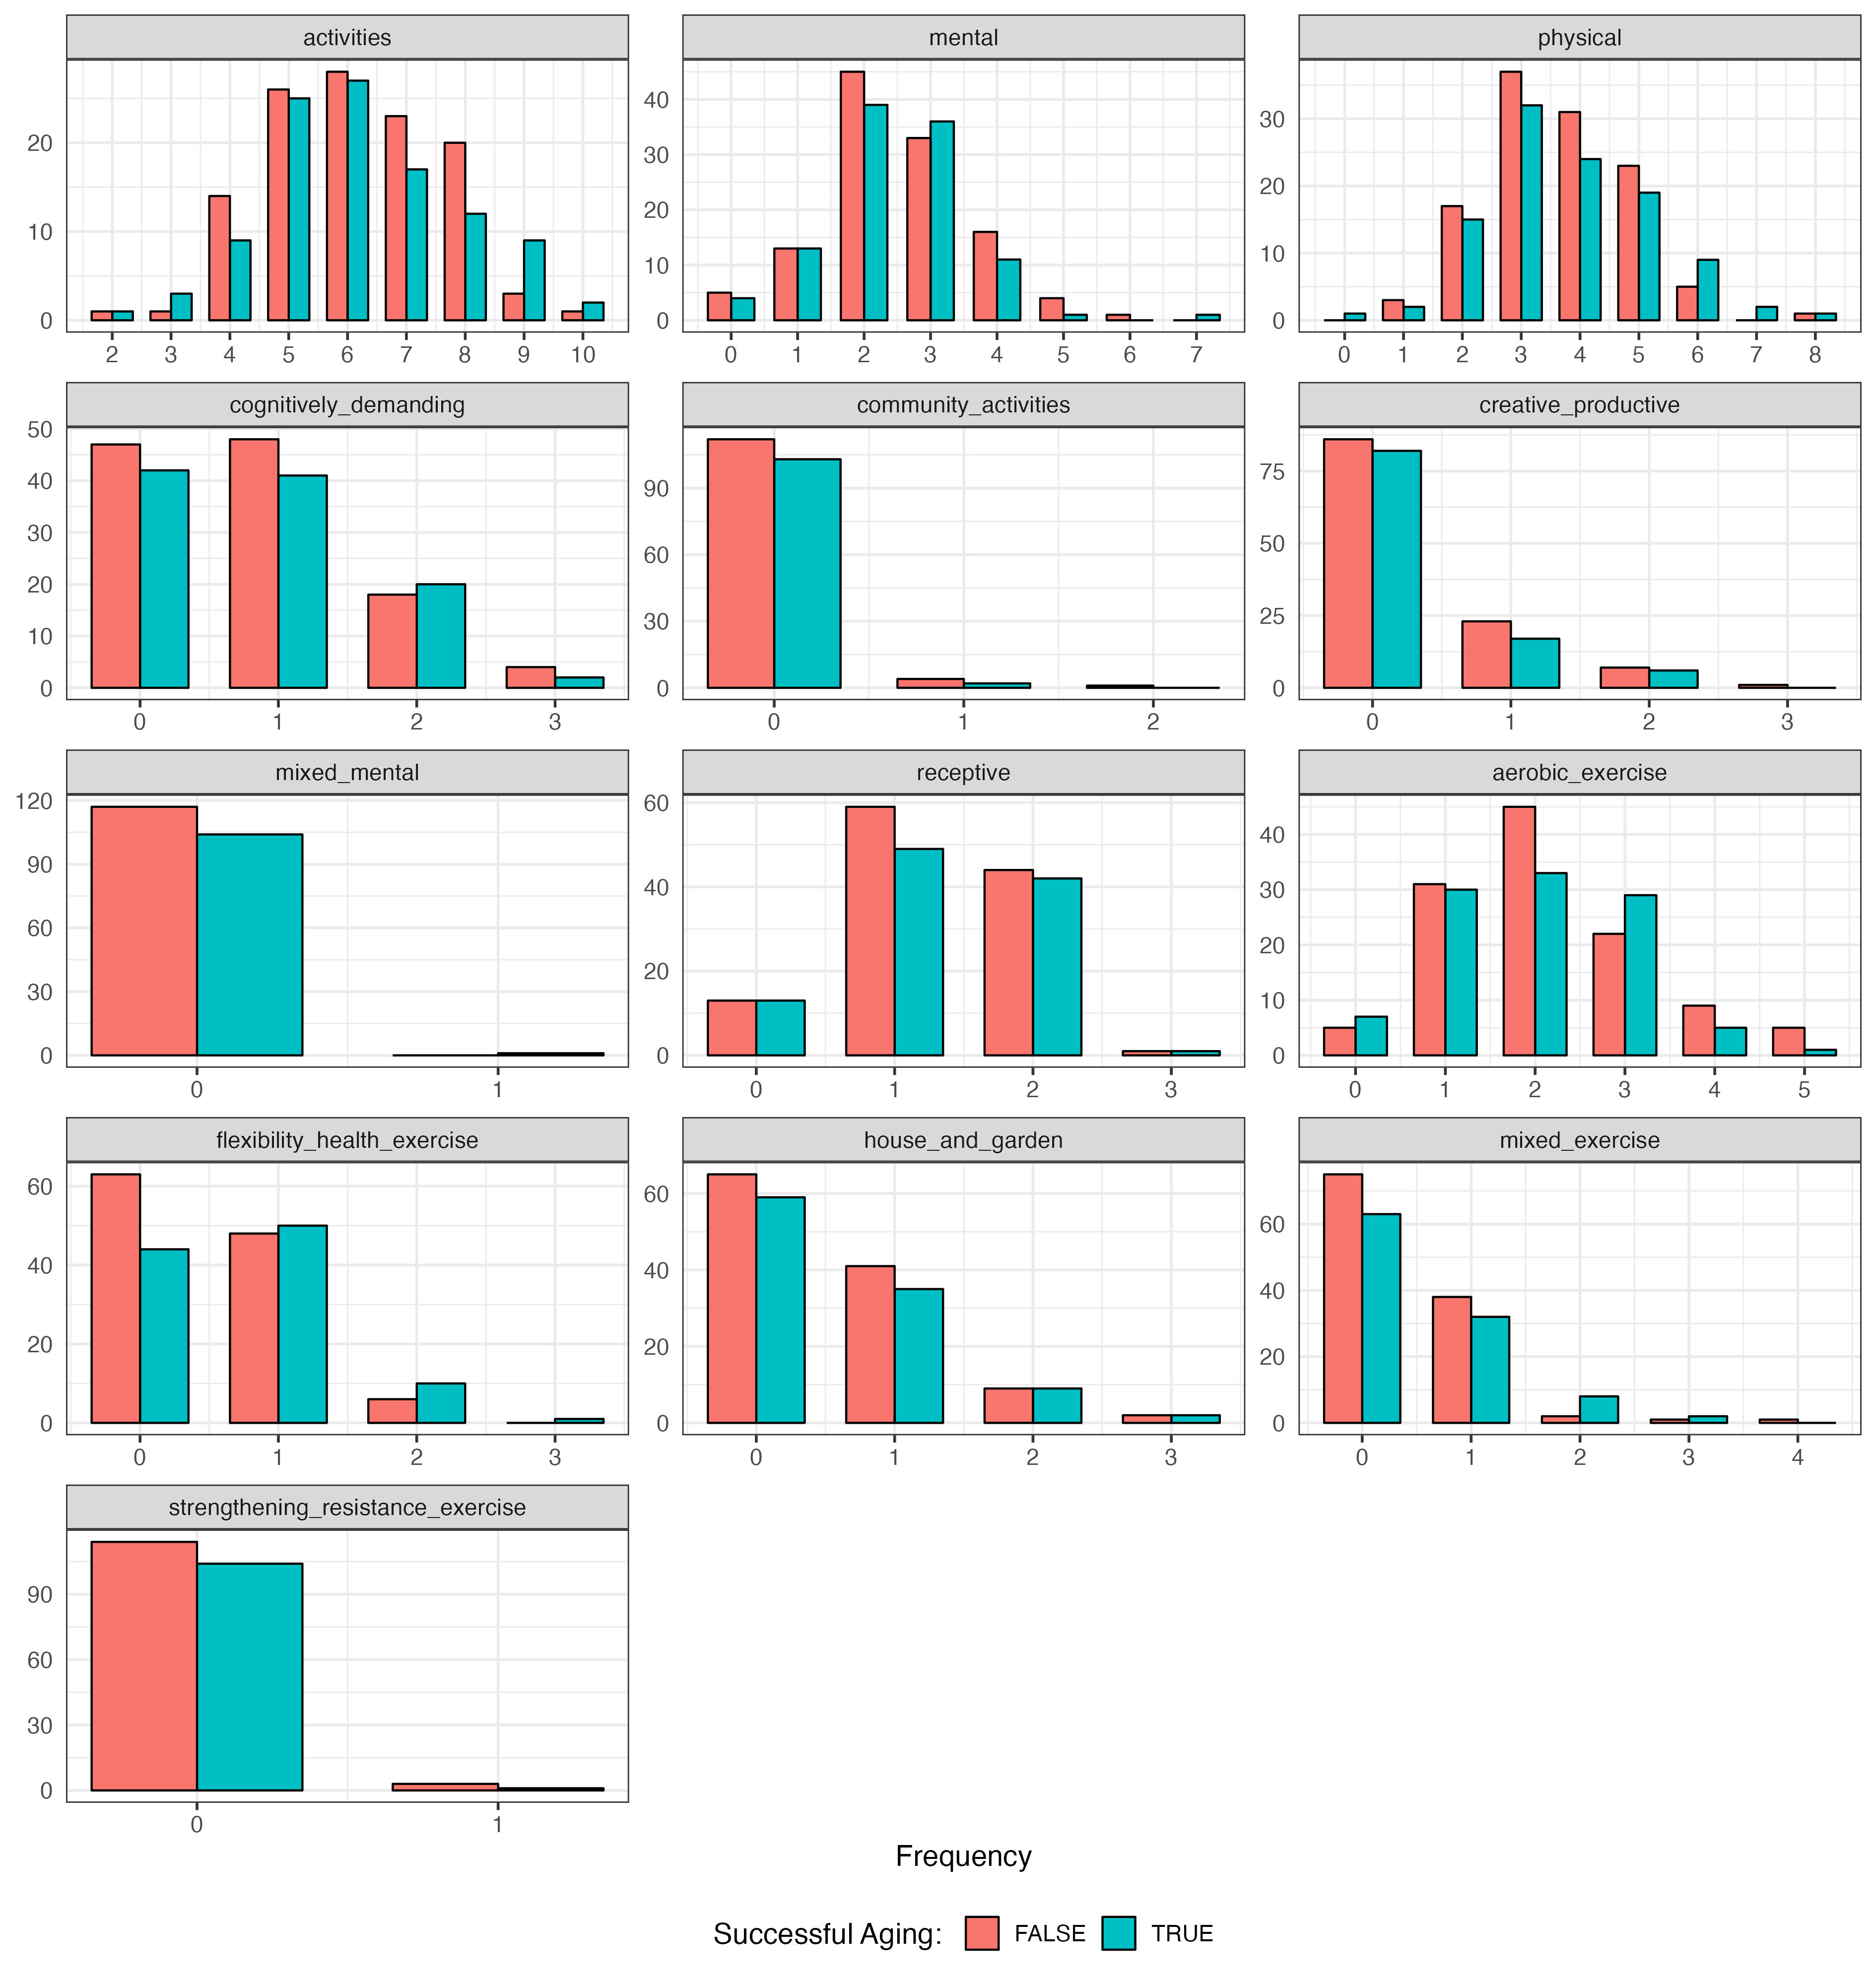 activities
mental
physical
20
10
0
2 3 4 5 6 7 8 9 10
40
30
20
10
0
0 1 2 3 4 5 6 7
30
20
10
0
0 1 2 3 4 5 6 7 8
cognitively_demanding
community_activities
creative_productive
50
40
30
20
10
0
0 1 2 3
90
60
30
0
0 1 2
75
50
25
0
0 1 2 3
mixed_mental
receptive
aerobic_exercise
120
90
60
30
0
0 1
60
40
20
0
0 1 2 3
40
30
20
10
0
0 1 2 3 4 5
flexibility_health_exercise
house_and_garden
mixed_exercise
60
40
20
0
0 1 2 3
60
40
20
0
0 1 2 3
60
40
20
0
0 1 2 3 4
strengthening_resistance_exercise
90
60
30
0
0 1
Frequency
Successful Aging: FALSE TRUE